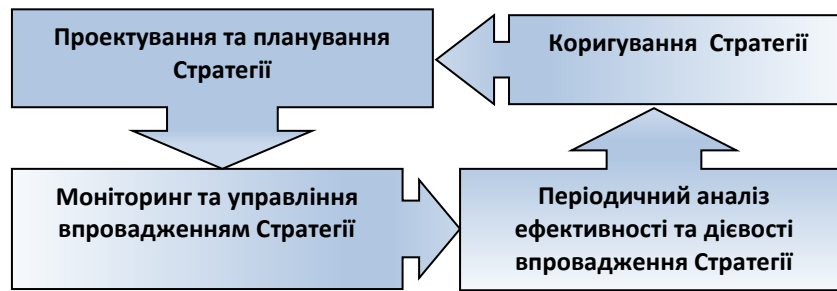 Проектування та планування
Стратегії
Коригування Стратегії
Моніторинг та управління
впровадженням Стратегії
Періодичний аналіз
ефективності та дієвості
впровадження Стратегії